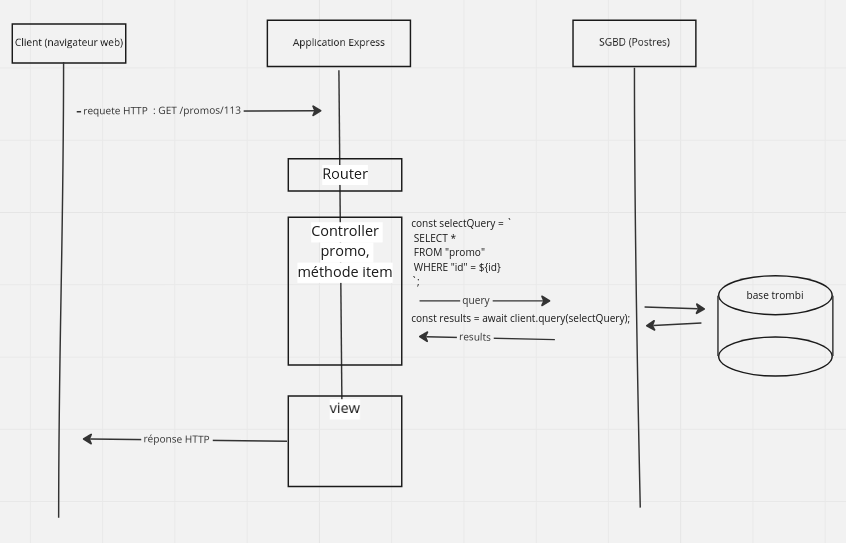 Client (navigateur web)
Application Express
SGBD (Postres)
requete HTTP : GET /promos/113
Router
Controller
promo,
méthode item
const selectQuery = `
SELECT *
FROM "promo"
WHERE "id" = ${id}
`;
query
const results = await client.query(selectQuery);
results
base trombi
view
réponse HTTP